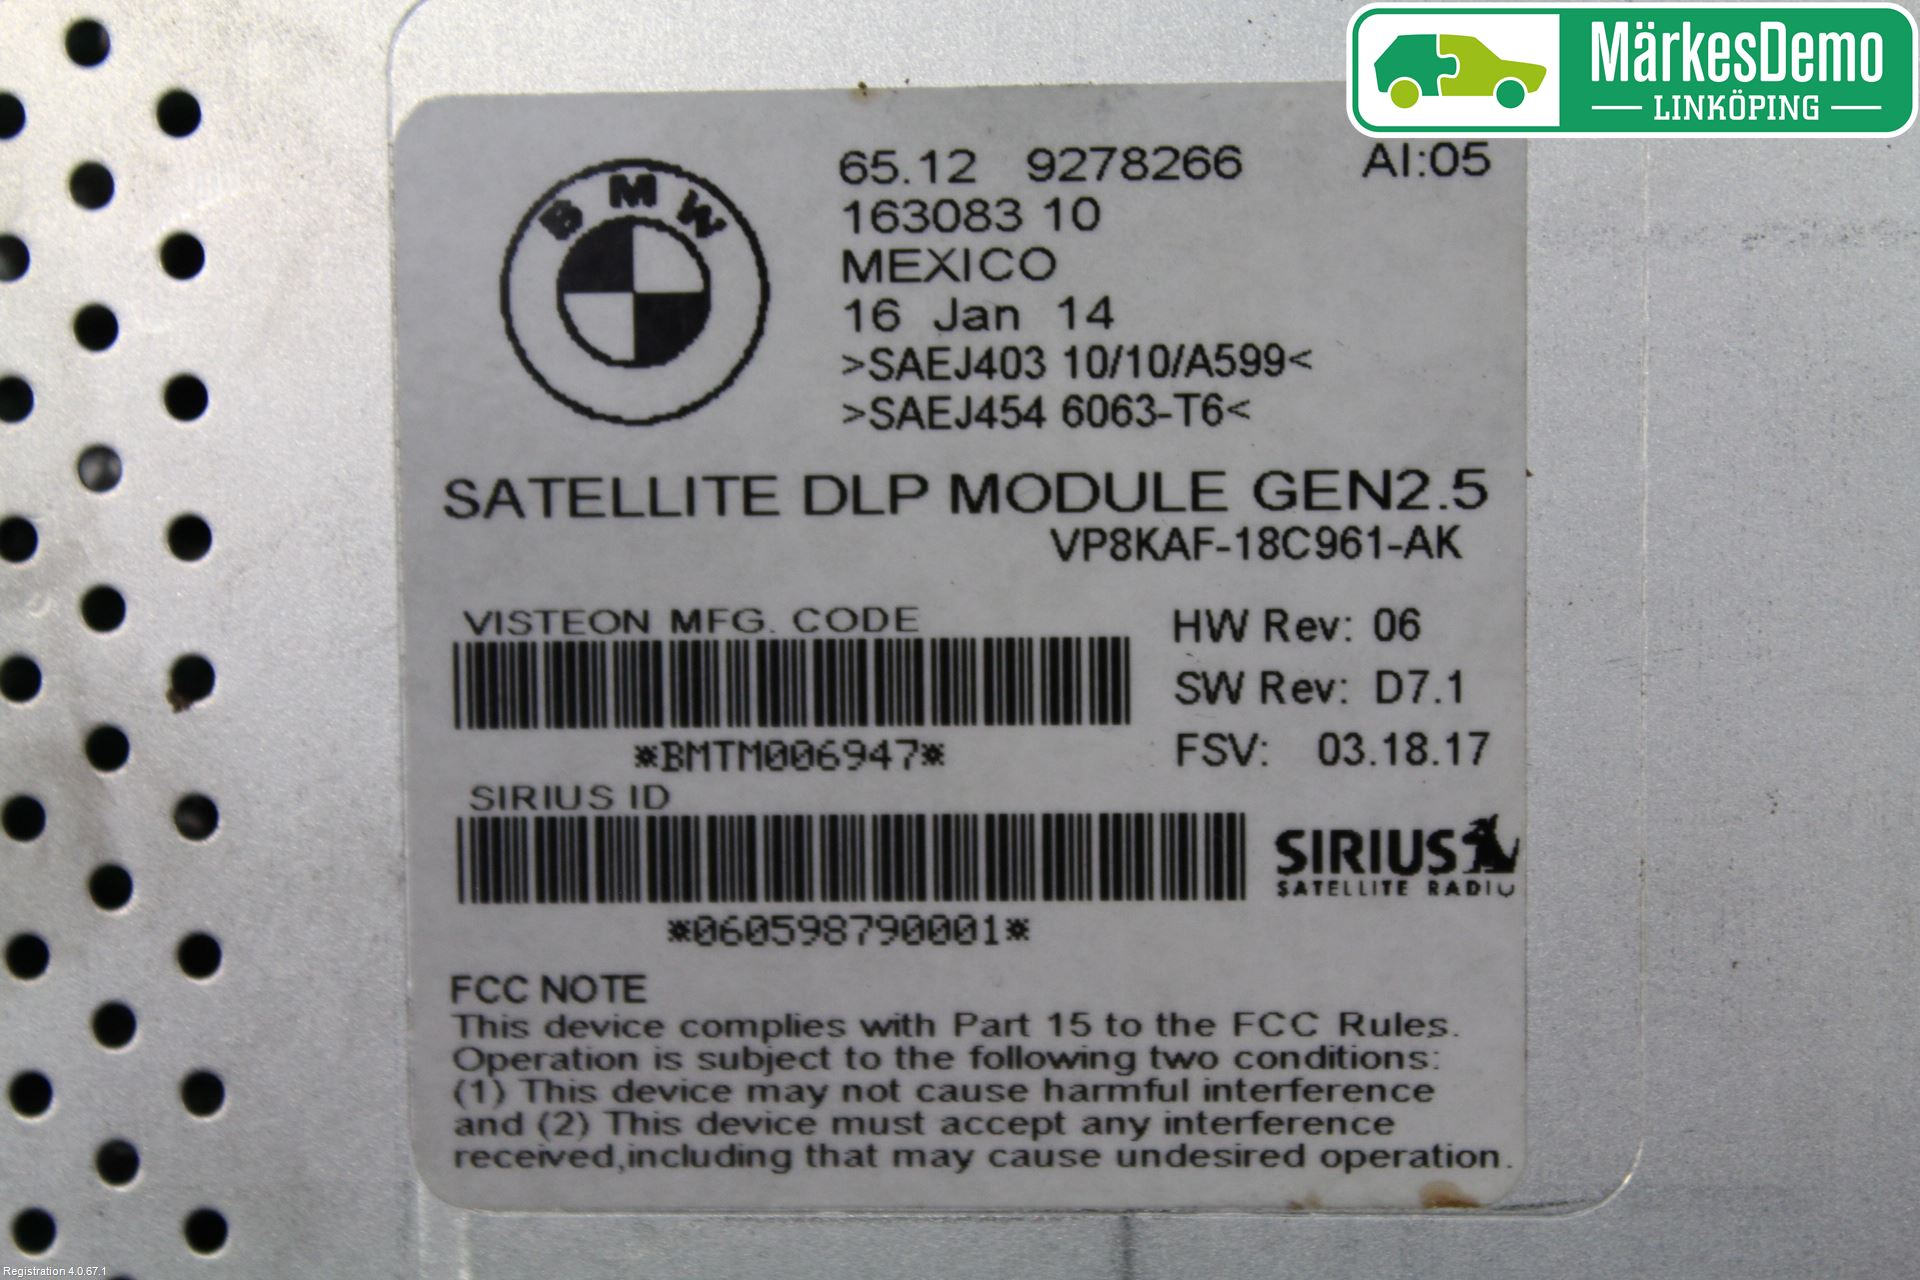 MärkesDemo
LINKÖPING
BMW
65.12 9278266 AI:05
163083 10
MEXICO
16 Jan 14
>SAEJ403 10/10/A599<
>SAEJ454 6063-T6<
SATELLITE DLP MODULE GEN2.5
VP8KAF-18C961-AK
VISTEON MFG. CODE
*BMTM006947*
HW Rev: 06
SW Rev: D7.1
FSV: 03.18.17
SIRIUS ID
*060598790001*
SIRIUS
SATELLITE RADIO
FCC NOTE
This device complies with Part 15 to the FCC Rules.
Operation is subject to the following two conditions:
(1) This device may not cause harmful interference
and (2) This device must accept any interference
received,including that may cause undesired operation.
Registration 4.0.67.1